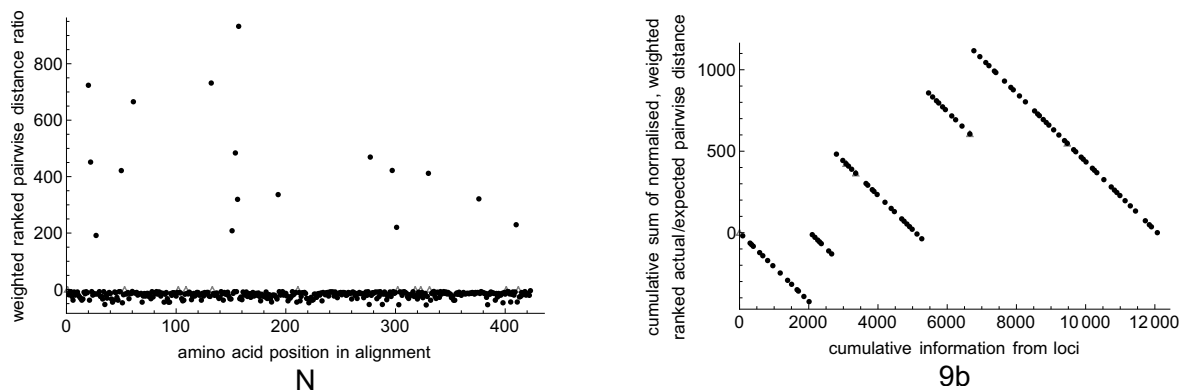 weighted ranked pairwise distance ratio
800
600
400
200
0
0
100
200
300
400
amino acid position in alignment
N
cumulative sum of normalised, weighted
ranked actual/expected pairwise distance
1000
500
0
0
2000
4000
6000
8000
10 000
12 000
cumulative information from loci
9b